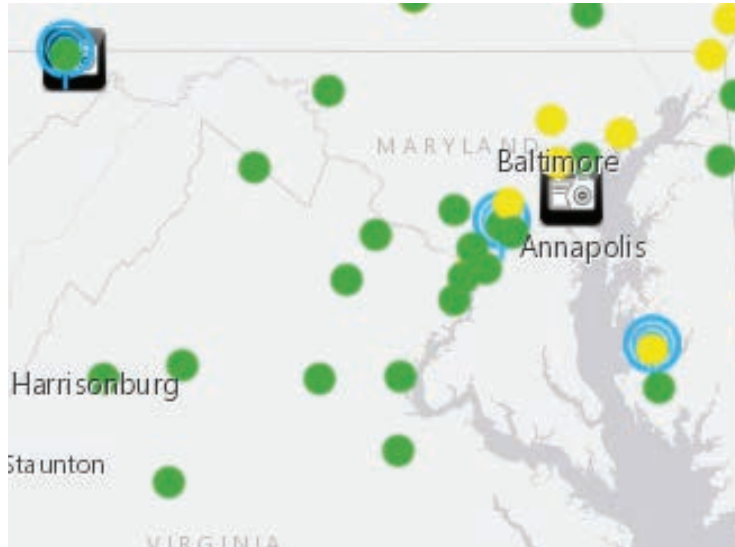 MARYLAND
Baltimore
Annapolis
Harrisonburg
Staunton
VIRGINIA